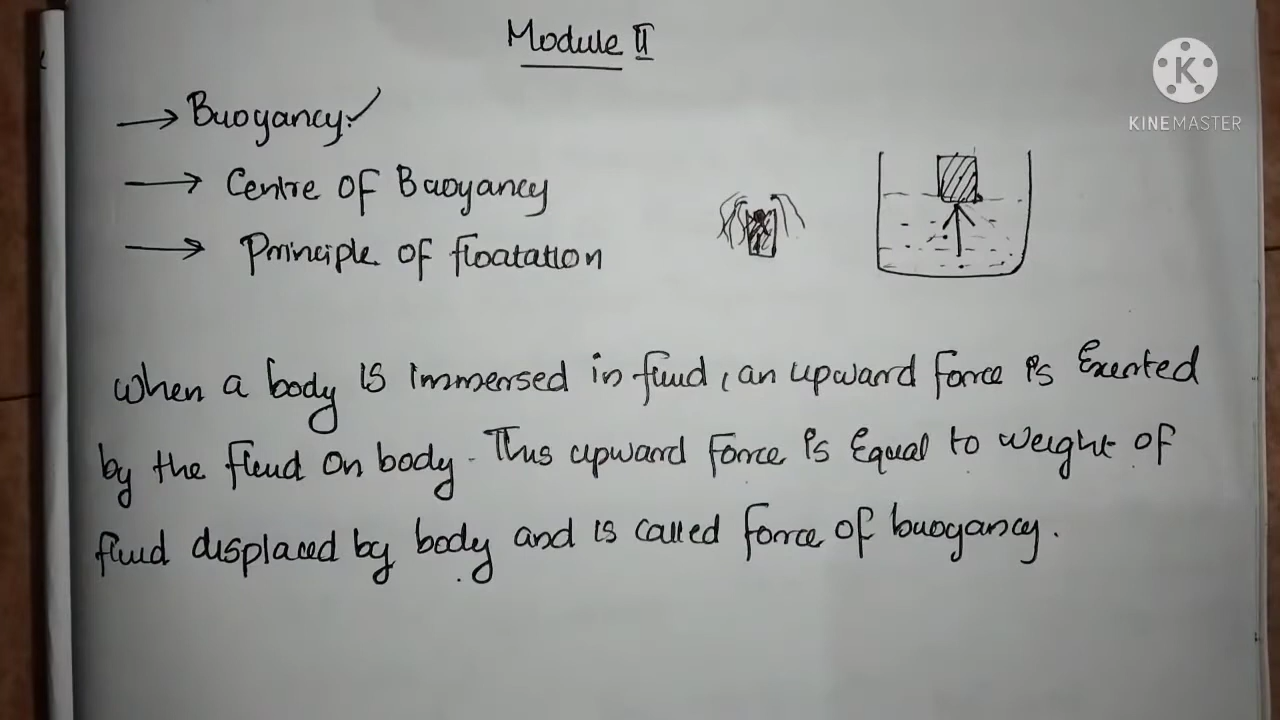 Module II
K
KINEMASTER
→ Buoyancy✓
→ Centre of Buoyancy
→ Principle of floatation
When a body is immersed in fluid, an upward force is Exerted
by the fluid on body. This upward force is Equal to weight of
fluid displaced by body and is called force of buoyancy.